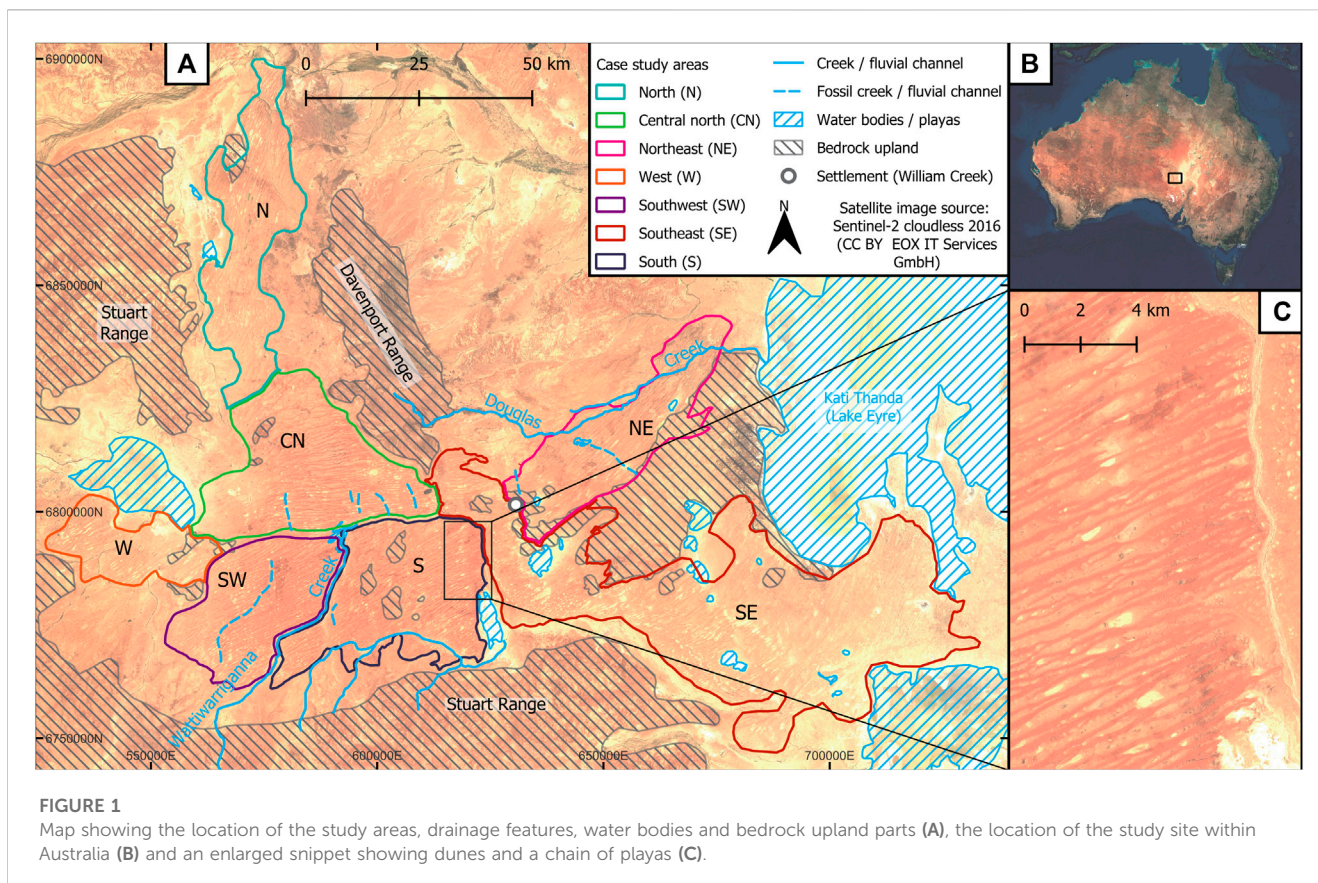 6900000N
A
0 25 50 km
N
6850000N
Stuart
Range
Davenport Range
Douglas
Creek
NE
CN
Kati Thanda
(Lake Eyre)
6800000N
W
SW
Creek
S
SE
Wattiwarriganna
Stuart Range
6750000N
550000E
600000E
650000E
700000E
Case study areas
North (N)
Central north (CN)
Northeast (NE)
West (W)
Southwest (SW)
Southeast (SE)
South (S)
Creek / fluvial channel
Fossil creek / fluvial channel
Water bodies / playas
Bedrock upland
Settlement (William Creek)
N
Satellite image source:
Sentinel-2 cloudless 2016
(CC BY EOX IT Services
GmbH)
B
0 2 4 km
C
FIGURE 1
Map showing the location of the study areas, drainage features, water bodies and bedrock upland parts (A), the location of the study site within
Australia (B) and an enlarged snippet showing dunes and a chain of playas (C).